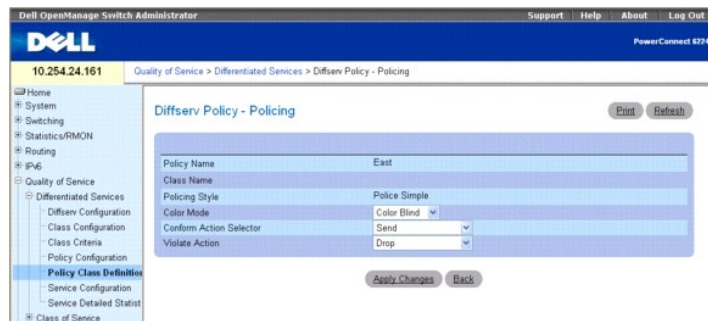 Dell OpenManage Switch Administrator
Support Help About Log Out
DELL
PowerConnect 6224
10.254.24.161
Quality of Service > Differentiated Services > Diffserv Policy - Policing
Home
System
Switching
Statistics/RMON
Routing
IPv6
Quality of Service
Differentiated Services
Diffserv Configuration
Class Configuration
Class Criteria
Policy Configuration
Policy Class Definition
Service Configuration
Service Detailed Statist
Class of Service
Diffserv Policy - Policing
Print Refresh
Policy Name East
Class Name
Policing Style Police Simple
Color Mode Color Blind
Conform Action Selector Send
Violate Action Drop
Apply Changes Back